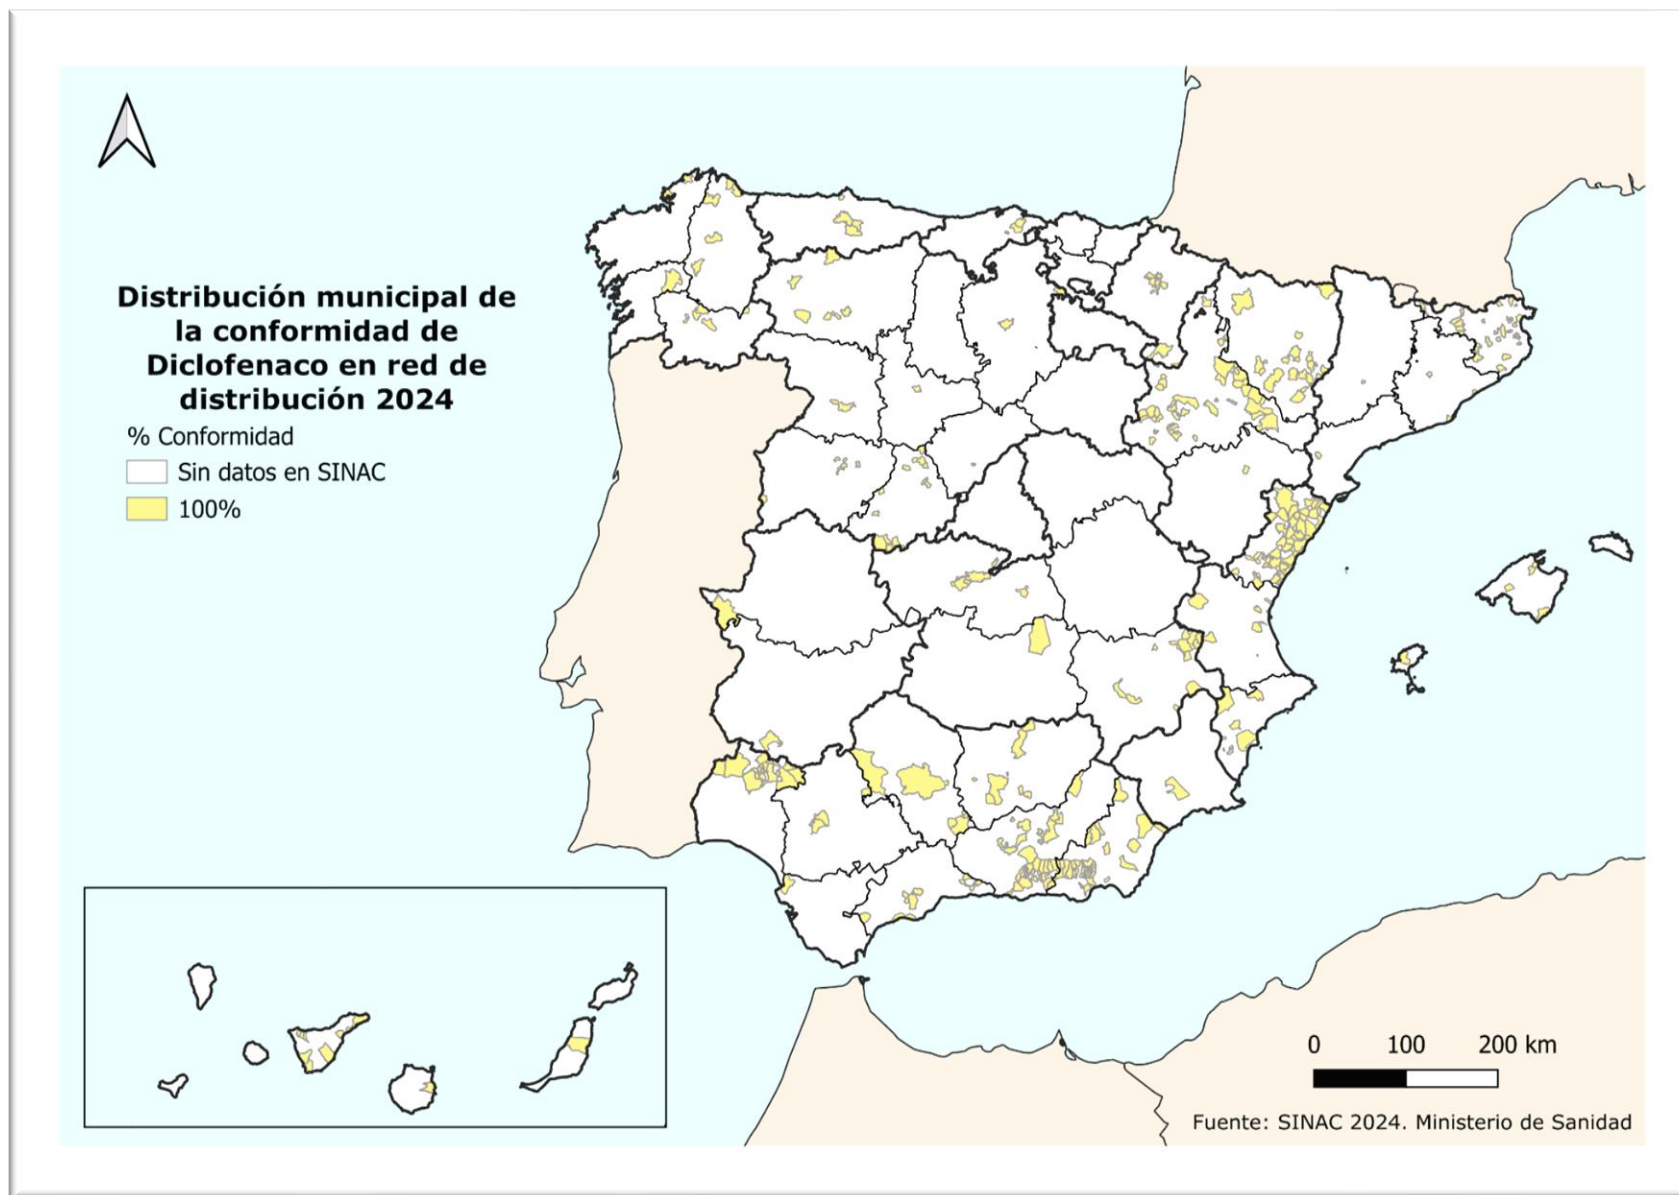 Distribución municipal de
la conformidad de
Diclofenaco en red de
distribución 2024
% Conformidad
Sin datos en SINAC
100%
0 100 200 km
Fuente: SINAC 2024. Ministerio de Sanidad